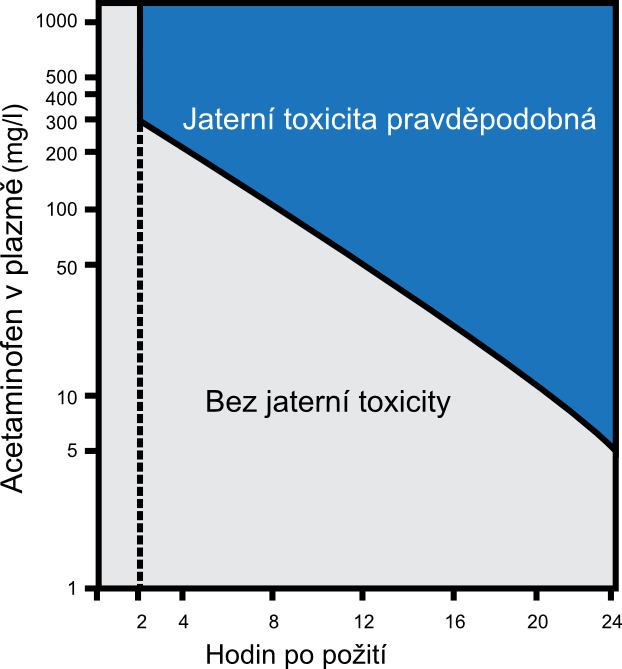 Acetaminofen v plazmě (mg/l)
1000
500
400
300
200
100
50
10
5
1
Jaterní toxicita pravděpodobná
Bez jaterní toxicity
2 4 8 12 16 20 24
Hodin po požití